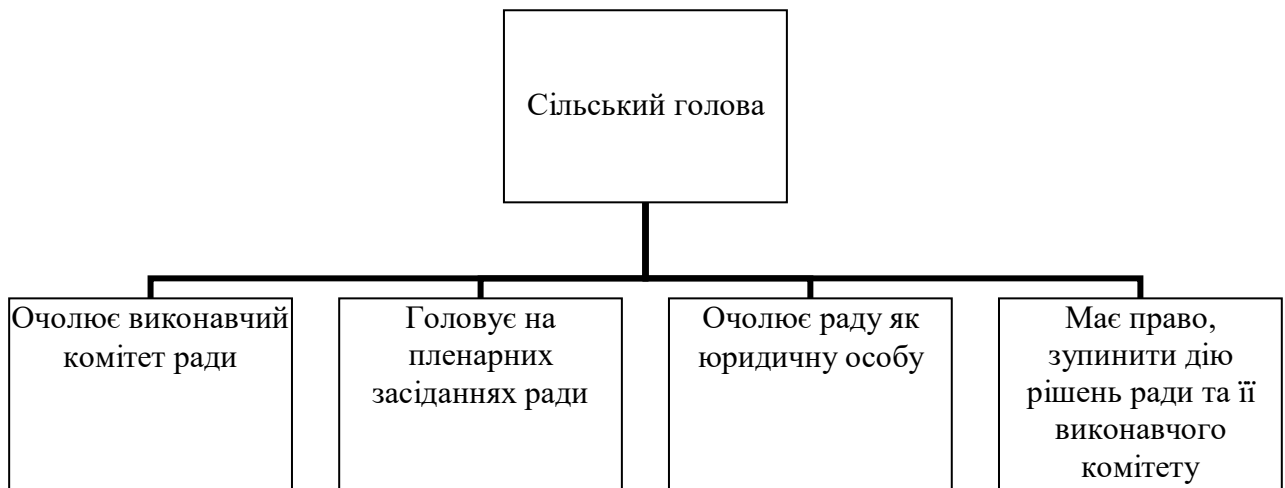 Сільський голова
Очолює виконавчий
комітет ради
Головує на
пленарних
засіданнях ради
Очолює раду як
юридичну особу
Має право,
зупинити дію
рішень ради та її
виконавчого
комітету